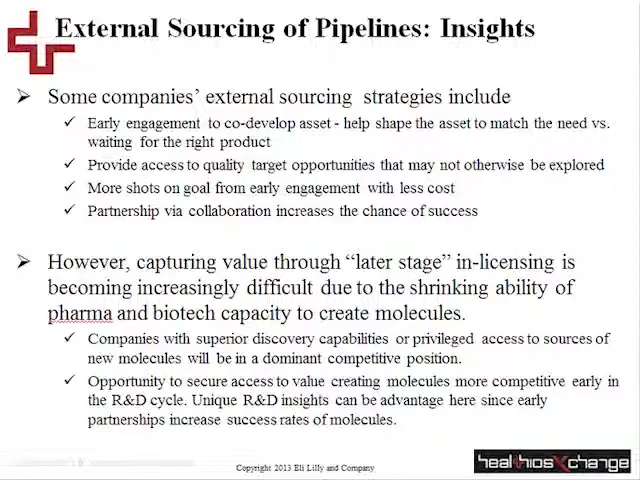 External Sourcing of Pipelines: Insights
Some companies' external sourcing strategies include
Early engagement to co-develop asset - help shape the asset to match the need vs.
waiting for the right product
Provide access to quality target opportunities that may not otherwise be explored
More shots on goal from early engagement with less cost
Partnership via collaboration increases the chance of success
However, capturing value through “later stage” in-licensing is
becoming increasingly difficult due to the shrinking ability of
pharma and biotech capacity to create molecules.
Companies with superior discovery capabilities or privileged access to sources of
new molecules will be in a dominant competitive position.
Opportunity to secure access to value creating molecules more competitive early in
the R&D cycle. Unique R&D insights can be advantage here since early
partnerships increase success rates of molecules.
Copyright 2013 Eli Lilly and Company
healthiosXchange